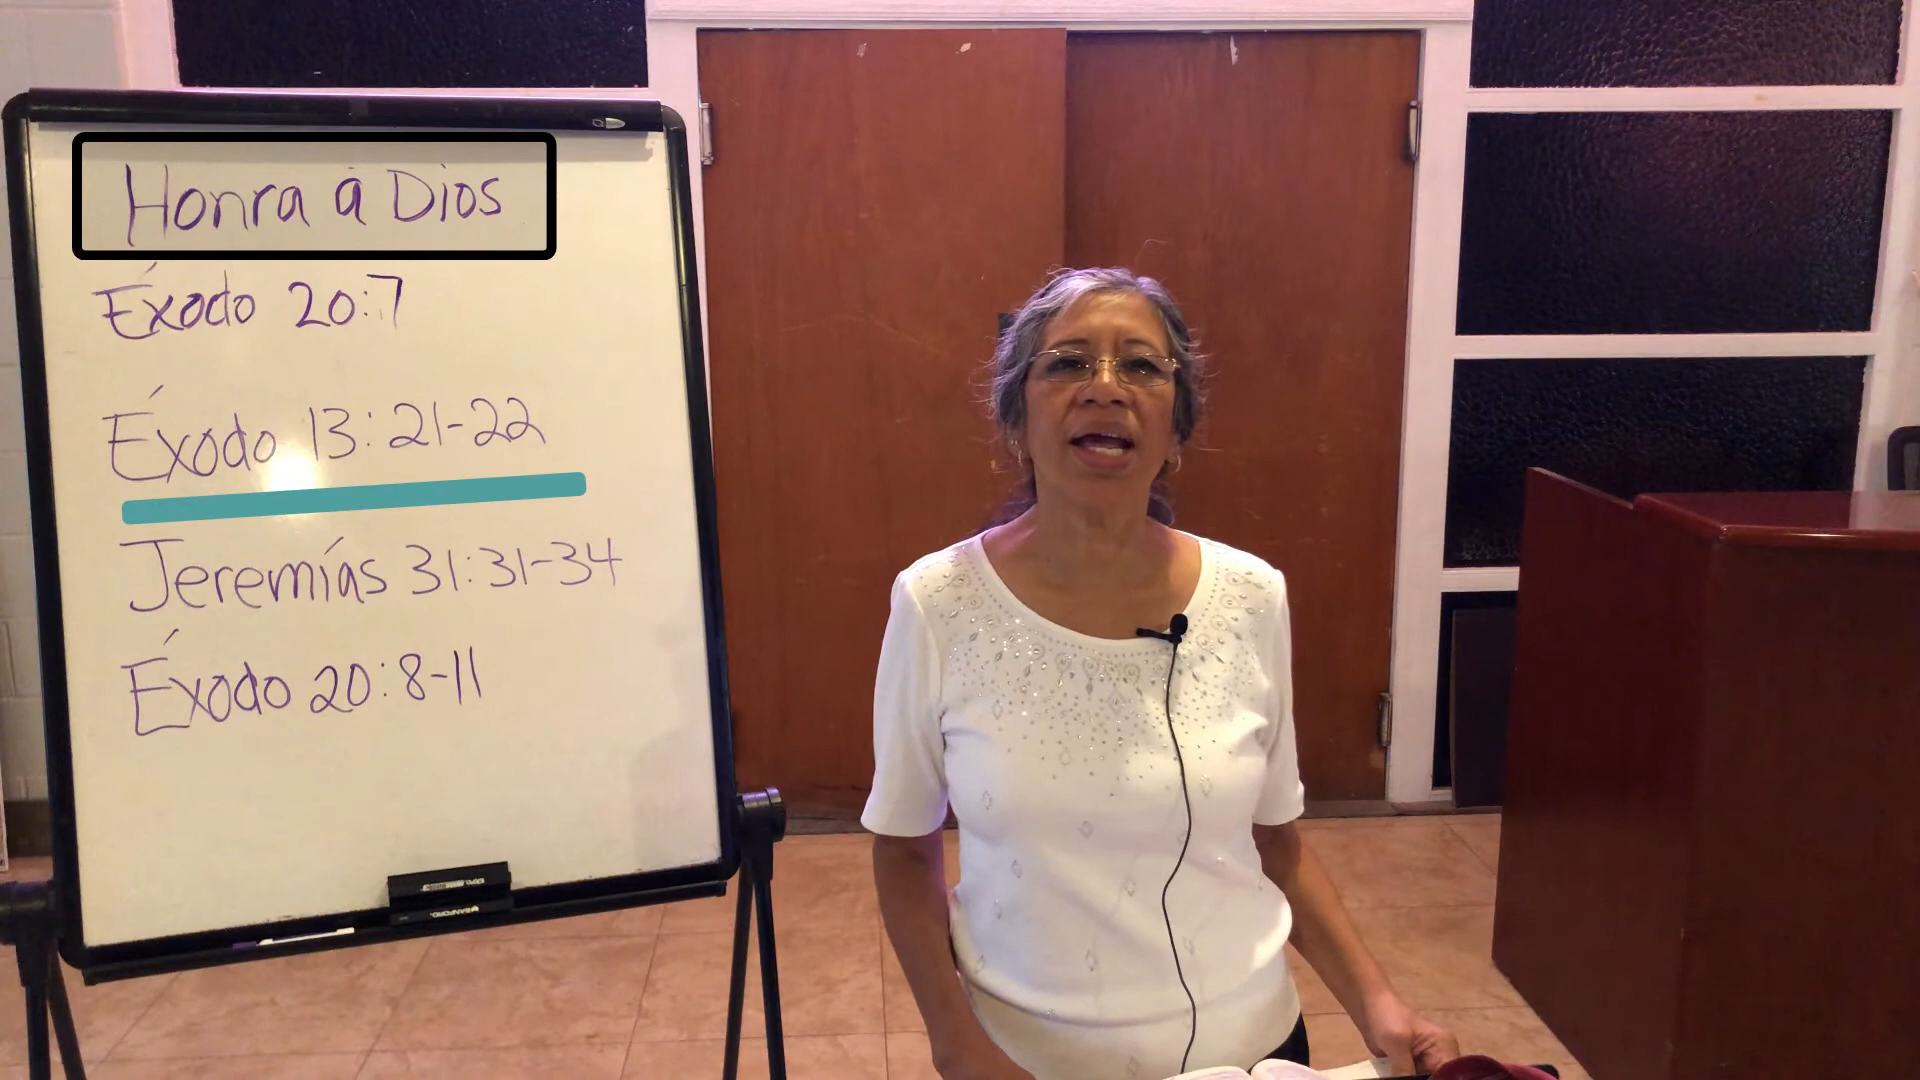 Honra a Dios
Éxodo 20:7
Éxodo 13:21-22
Jeremías 31:31-34
Éxodo 20:8-11